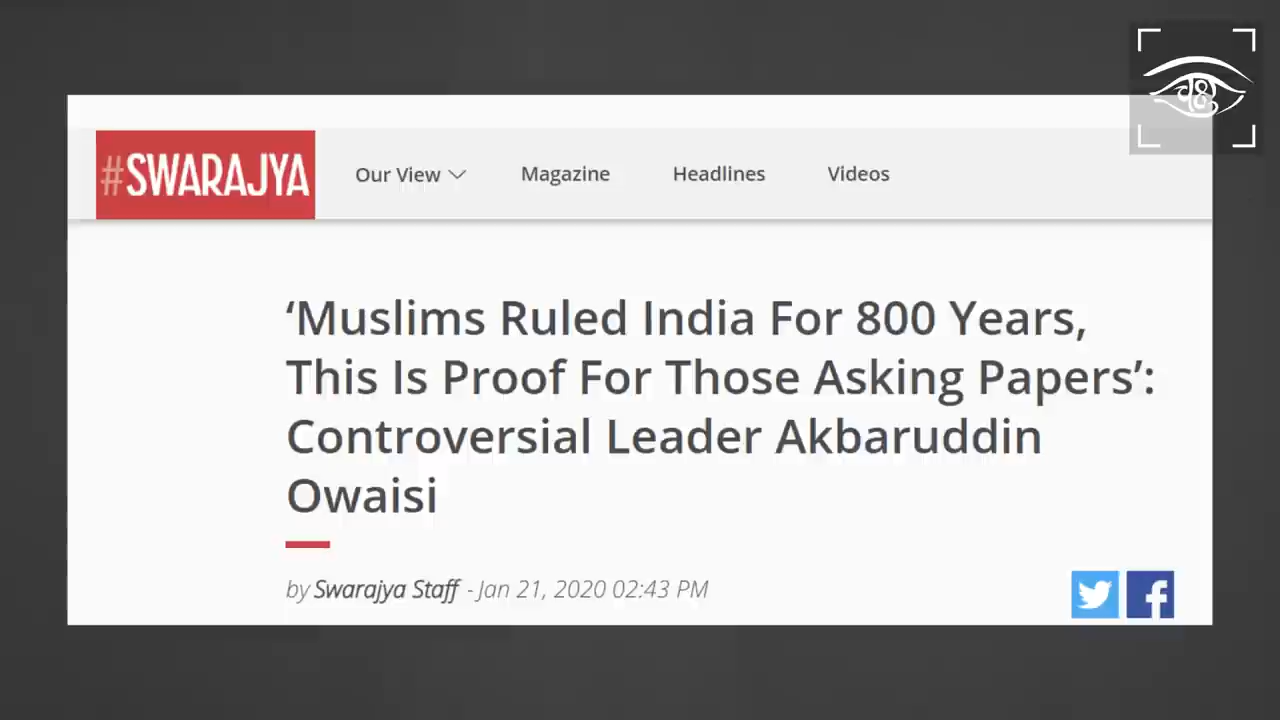 #SWARAJYA
Our View Magazine Headlines Videos
‘Muslims Ruled India For 800 Years,
This Is Proof For Those Asking Papers’:
Controversial Leader Akbaruddin
Owaisi
by Swarajya Staff - Jan 21, 2020 02:43 PM